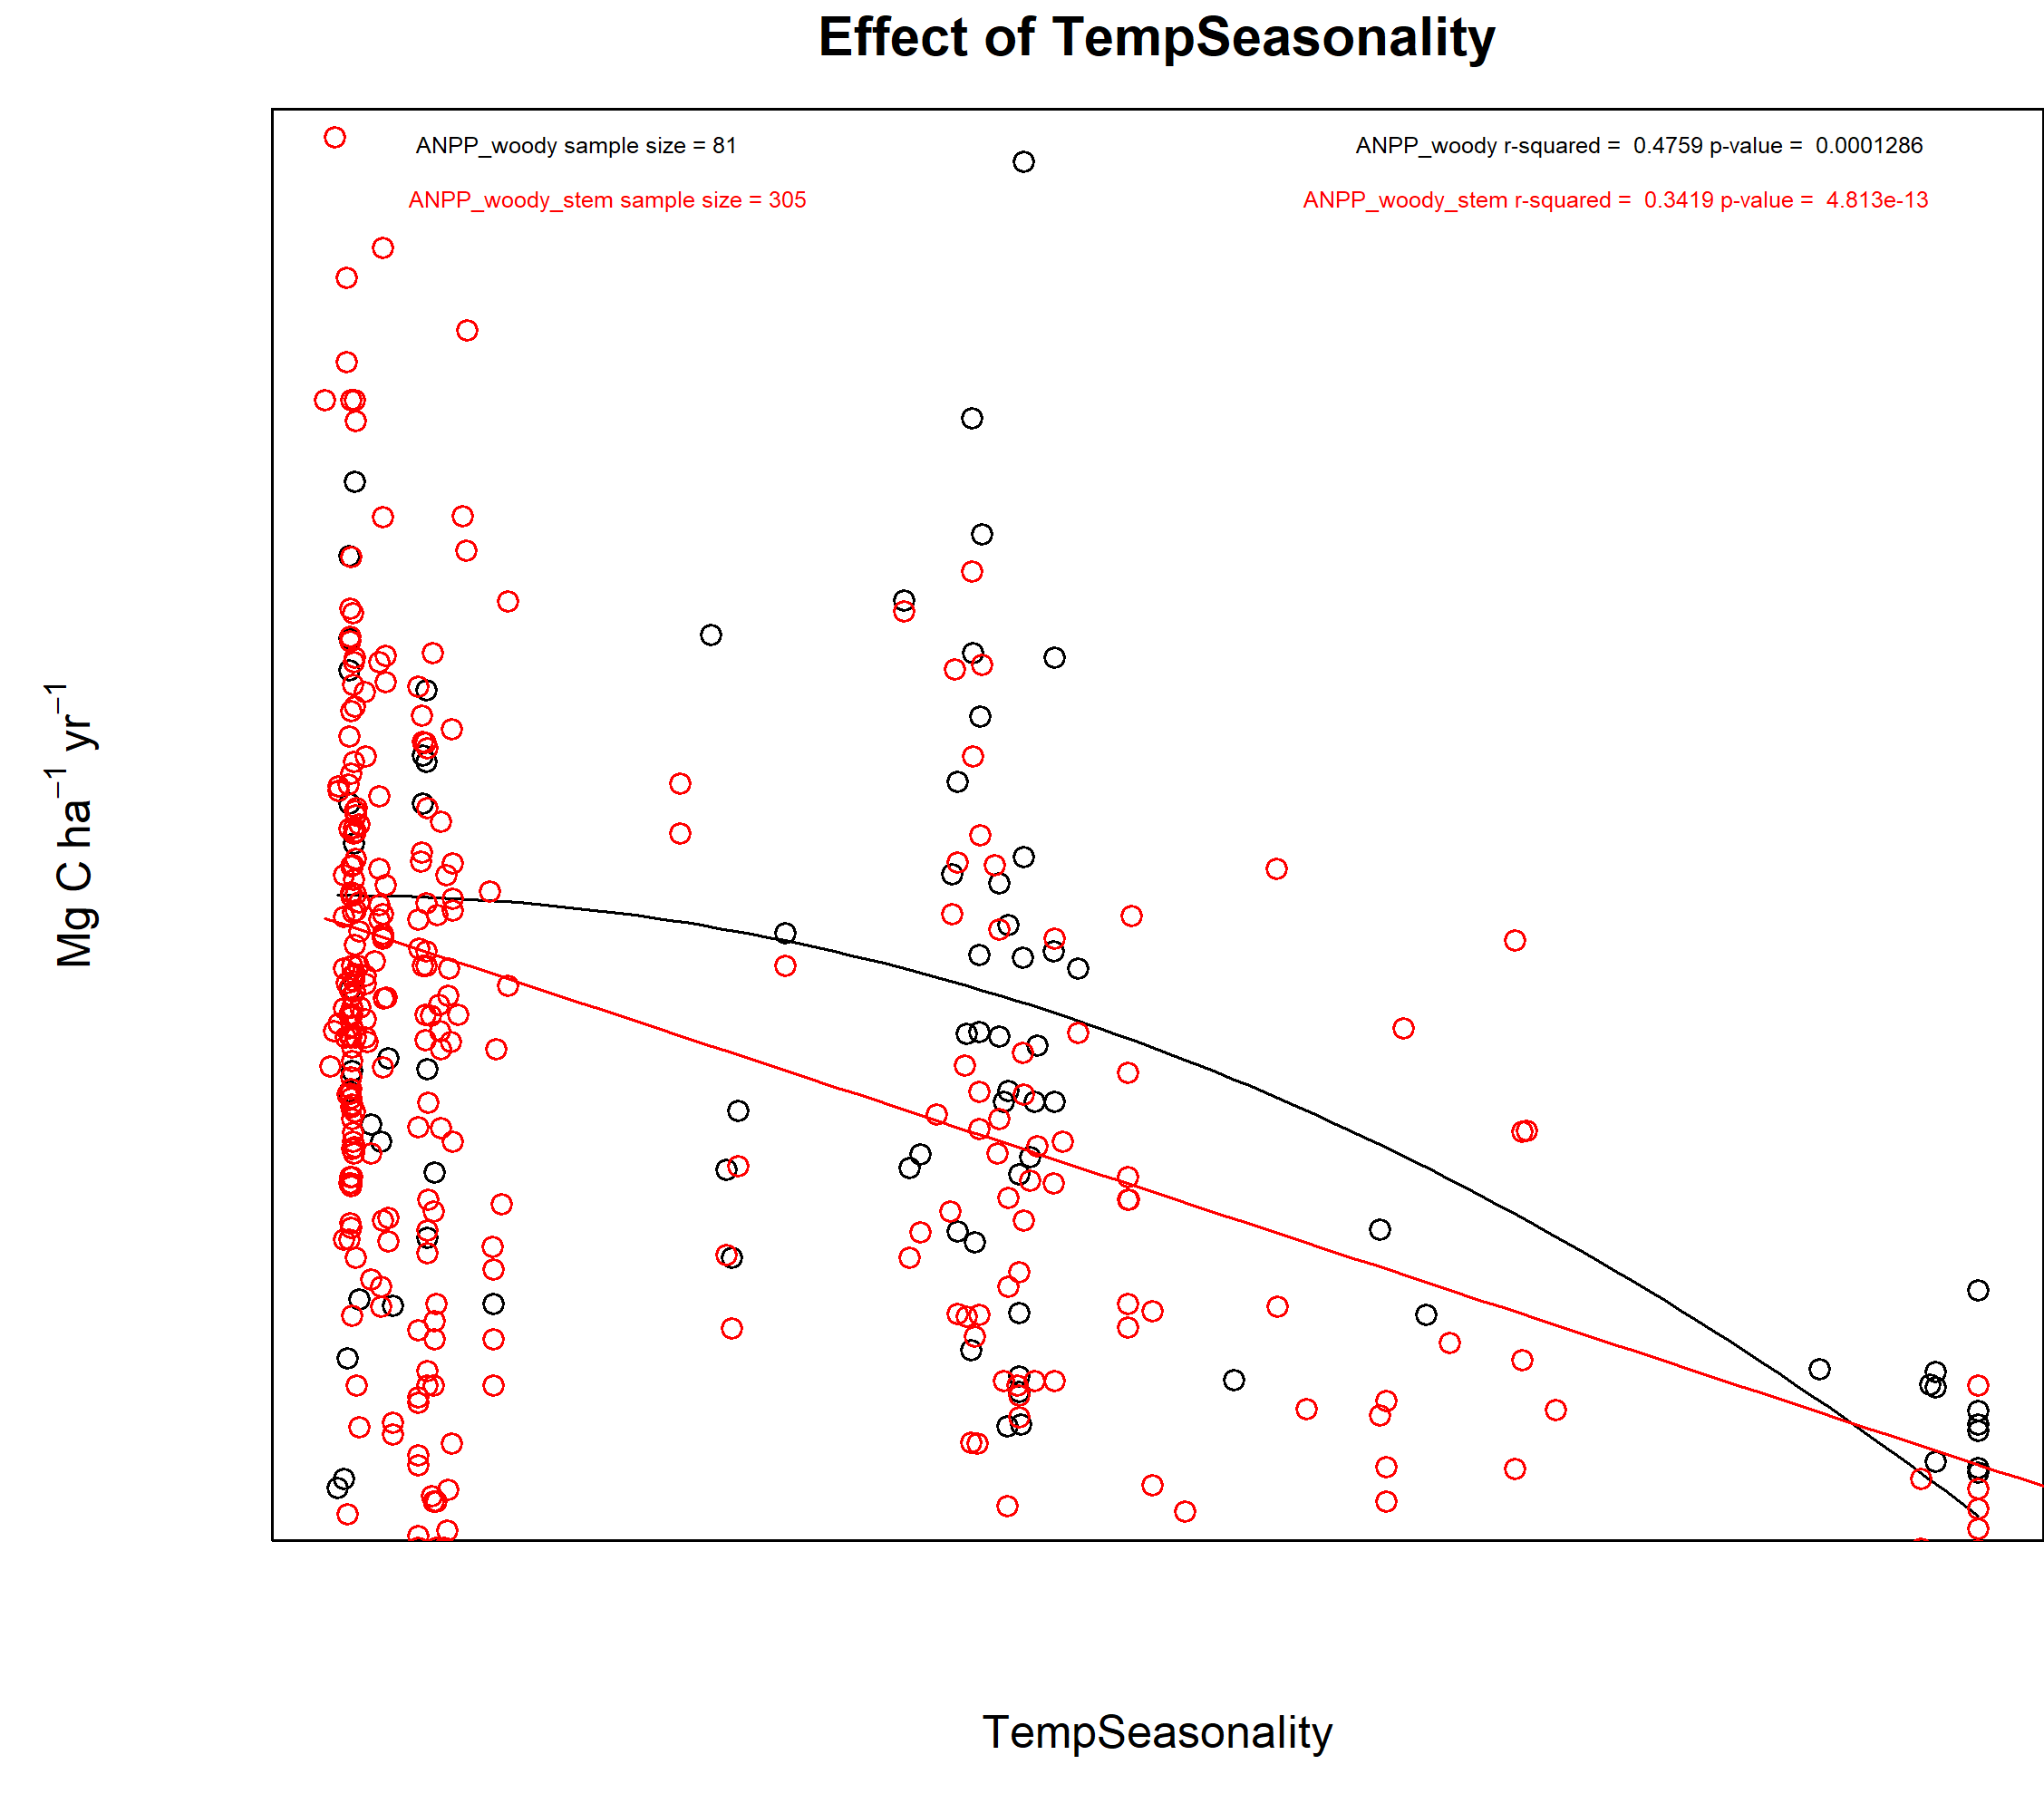 Effect of TempSeasonality
ANPP_woody sample size = 81
ANPP_woody r-squared = 0.4759 p-value = 0.0001286
ANPP_woody_stem sample size = 305
ANPP_woody_stem r-squared = 0.3419 p-value = 4.813e-13
Mg C ha⁻¹ yr⁻¹
TempSeasonality